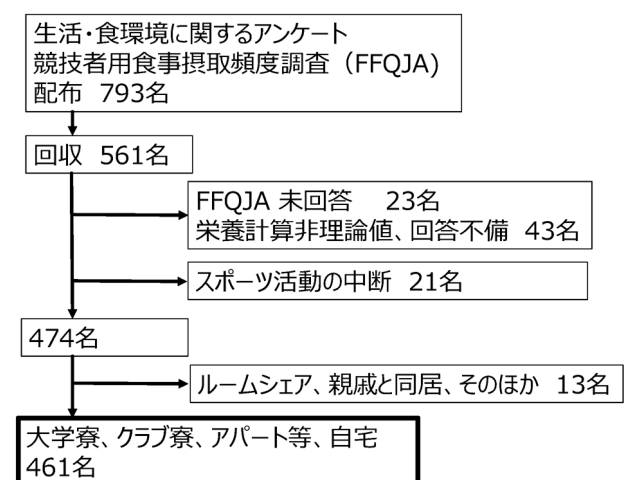 生活・食環境に関するアンケート
競技者用食事摂取頻度調査（FFQJA)
配布 793名
回収 561名
FFQJA 未回答 23名
栄養計算非理論値、回答不備 43名
スポーツ活動の中断 21名
474名
ルームシェア、親戚と同居、そのほか 13名
大学寮、クラブ寮、アパート等、自宅
461名